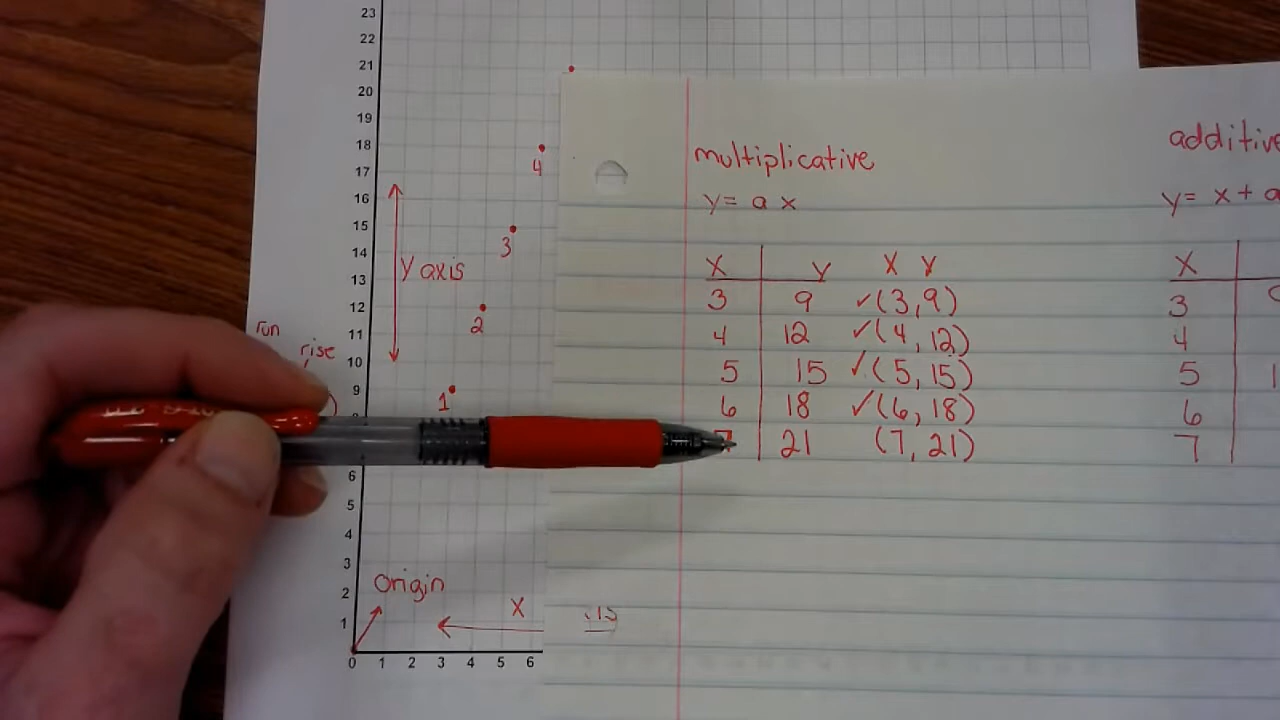 23
22
21
20
19
18
17
16
15
14
13
12
11
10
9
6
5
4
3
2
1
0 1 2 3 4 5 6
4
3
2
1
Y axis
run
rise
origin
X
multiplicative
y= a x
X Y X Y
3 9 ✓(3,9)
4 12 ✓(4,12)
5 15 ✓(5,15)
6 18 ✓(6,18)
7 21 (7,21)
additive
y= x + a
X
3
4
5 1
6
7